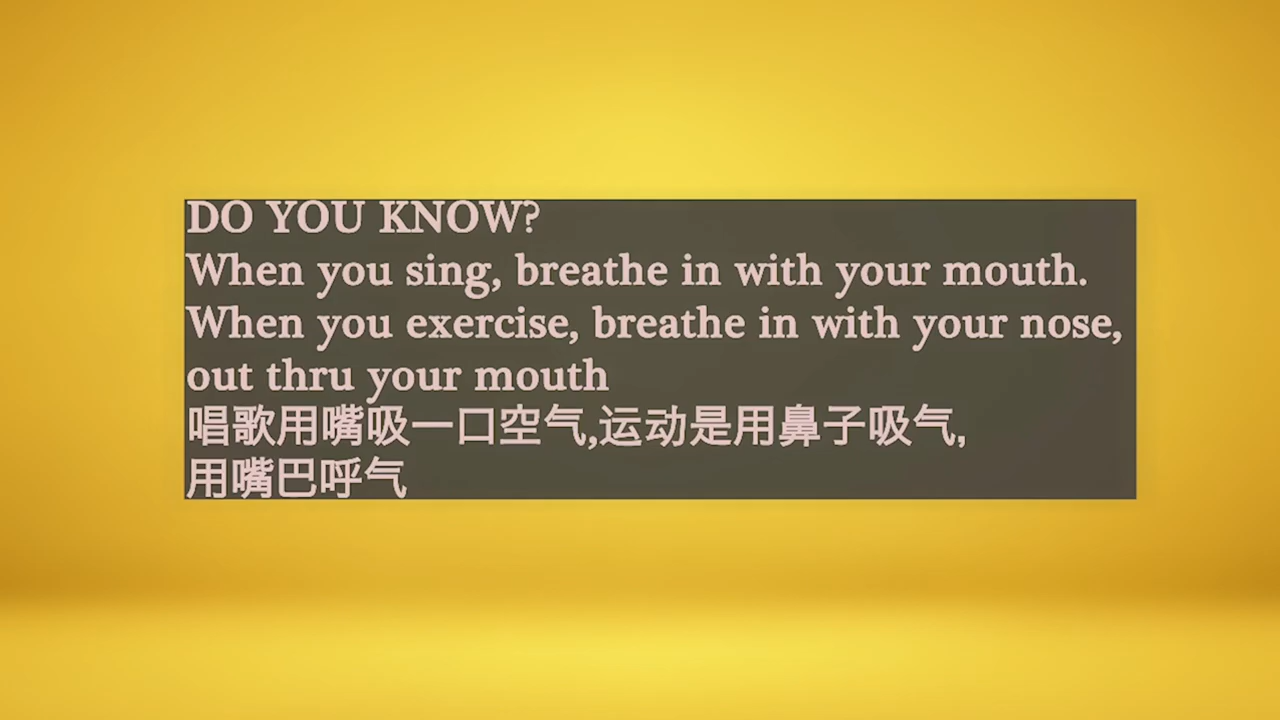 DO YOU KNOW?
When you sing, breathe in with your mouth.
When you exercise, breathe in with your nose,
out thru your mouth
唱歌用嘴吸一口空气,运动是用鼻子吸气,
用嘴巴呼气